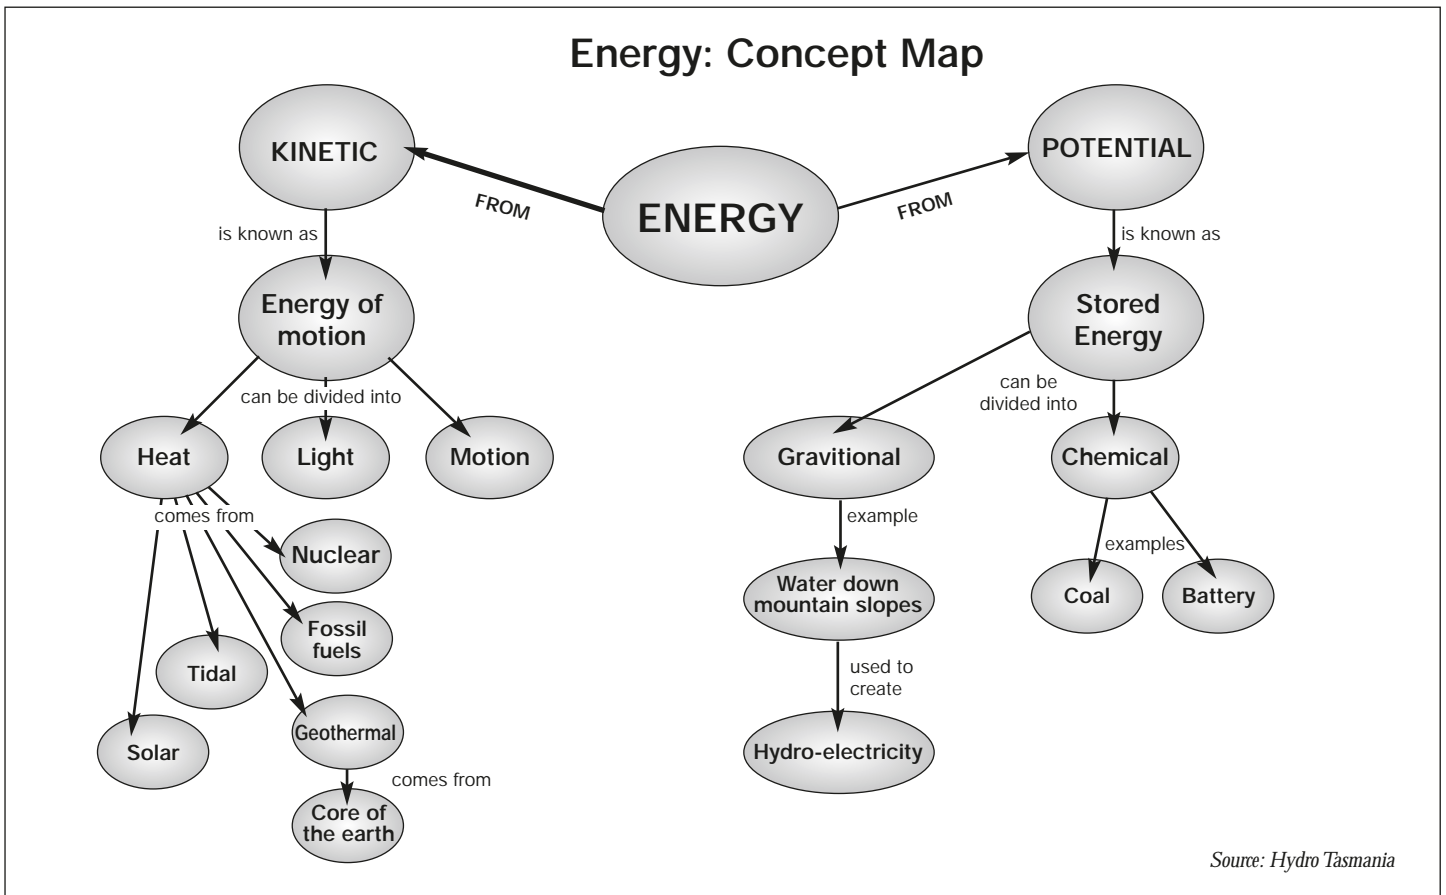 Energy: Concept Map
KINETIC
ENERGY
POTENTIAL
FROM
FROM
is known as
is known as
Energy of
motion
Stored
Energy
can be divided into
can be
divided into
Heat
Light
Motion
Gravitional
Chemical
comes from
example
examples
Nuclear
Water down
mountain slopes
Coal
Battery
Fossil
fuels
Tidal
used to
create
Geothermal
Solar
Hydro-electricity
comes from
Core of
the earth
Source: Hydro Tasmania